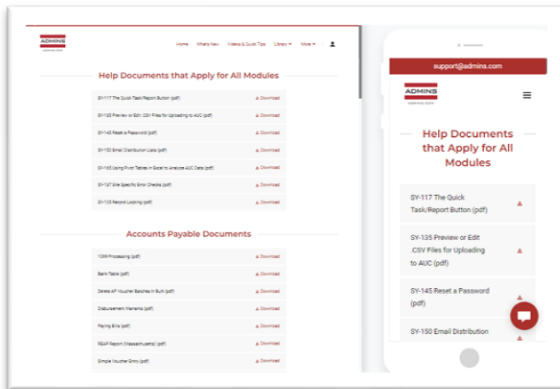 ADMINS
Home What's New Videos & Quick Tips Library More
Help Documents that Apply for All Modules
SY-117 The Quick Task/Report Button (pdf) Download
SY-135 Preview or Edit .CSV Files for Uploading to AUC (pdf) Download
SY-145 Reset a Password (pdf) Download
SY-150 Email Distribution Lists (pdf) Download
SY-165 Using Pivot Tables in Excel to Analyze AUC Data (pdf) Download
Site Specific Error Checks (pdf) Download
Record Locking (pdf) Download
Accounts Payable Documents
1099 Processing (pdf) Download
Bank Table (pdf) Download
Delete AP Voucher Batches in Bulk (pdf) Download
Disbursement Warrants (pdf) Download
Paying Bills (pdf) Download
Report (Massachusetts) (pdf) Download
Simple Voucher Entry (pdf) Download
support@admins.com
ADMINS
Help Documents
that Apply for All
Modules
SY-117 The Quick
Task/Report Button (pdf)
SY-135 Preview or Edit
.CSV Files for Uploading
to AUC (pdf)
SY-145 Reset a Password
(pdf)
SY-150 Email Distribution